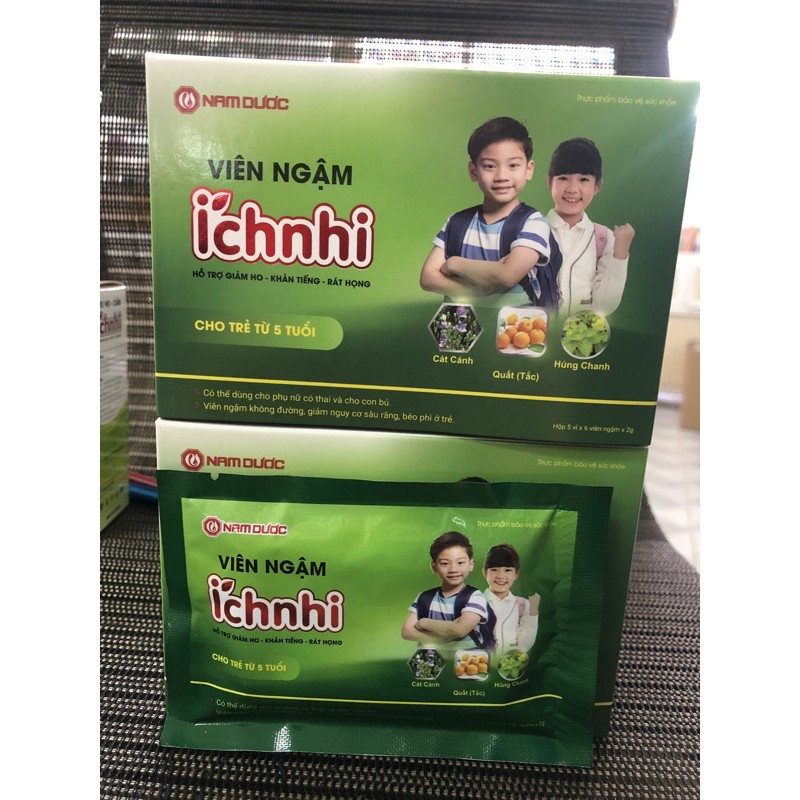 NAM DƯỢC
Thực phẩm bảo vệ sức khỏe
VIÊN NGẬM
ichnhi
HỖ TRỢ GIẢM HO - KHẢN TIẾNG - RÁT HỌNG
CHO TRẺ TỪ 5 TUỔI
Cát Cánh
Quất (Tắc)
Húng Chanh
Có thể dùng cho phụ nữ có thai và cho con bú.
Viên ngậm không đường, giảm nguy cơ sâu răng, béo phì ở trẻ.
Hộp 5 vỉ x 6 viên ngậm x 2g
NAM DƯỢC
Thực phẩm bảo vệ sức khỏe
NAM DƯỢC
Thực phẩm bảo vệ sức
VIÊN NGẬM
ichnhi
HỖ TRỢ GIẢM HO - KHẢN TIẾNG - RÁT HỌNG
CHO TRẺ TỪ 5 TUỔI
Cát Cánh
Quất (Tắc)
Húng Chanh
Có thể dùng